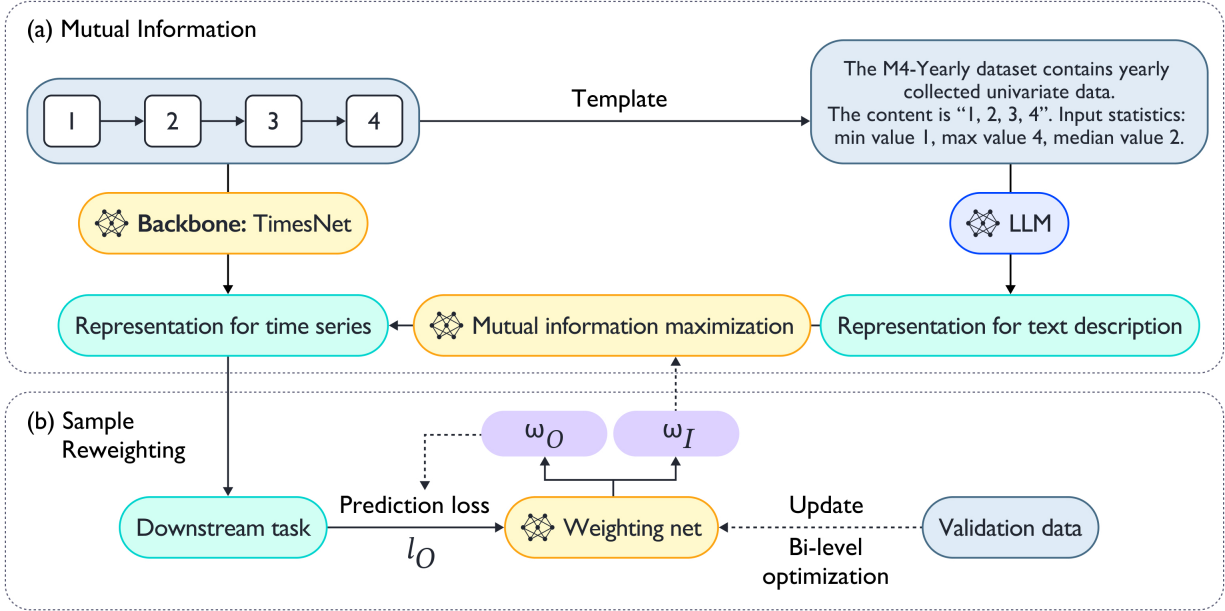 (a) Mutual Information
1
2
3
4
Template
The M4-Yearly dataset contains yearly
collected univariate data.
The content is “1, 2, 3, 4”. Input statistics:
min value 1, max value 4, median value 2.
Backbone: TimesNet
LLM
Representation for time series
Mutual information maximization
Representation for text description
(b) Sample
Reweighting
ω_O
ω_I
Downstream task
Prediction loss
l_O
Weighting net
Update
Bi-level
optimization
Validation data